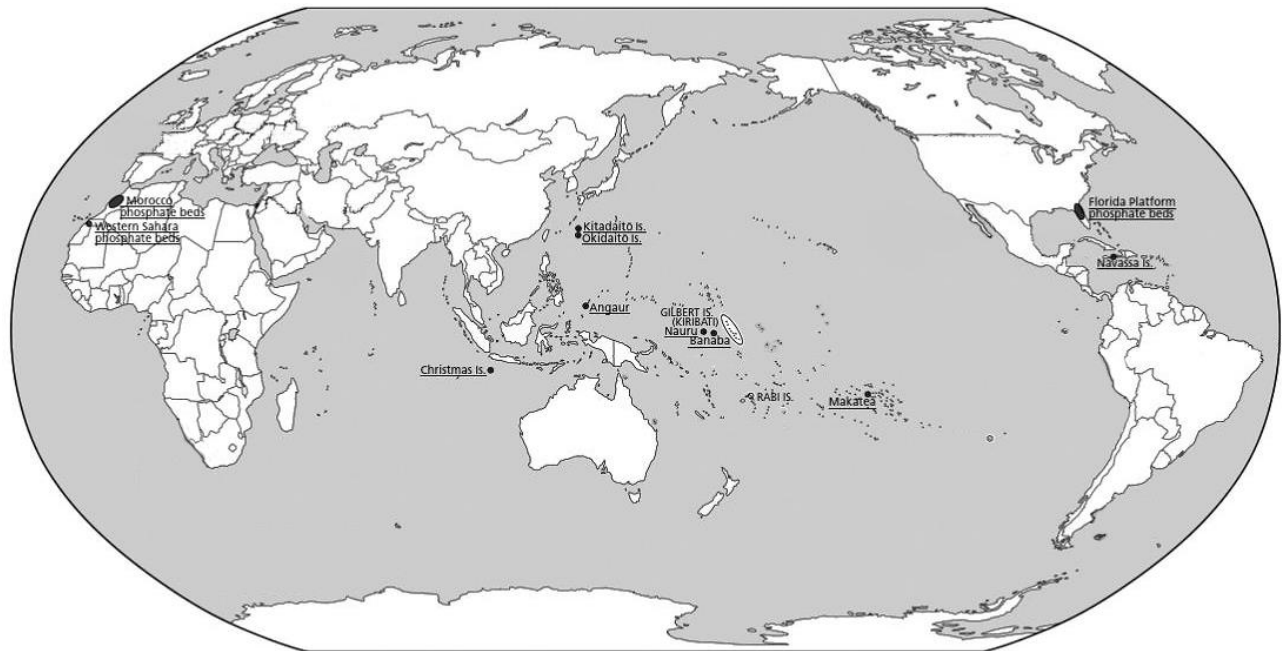 Morocco
phosphate beds
Western Sahara
phosphate beds
Kitadaitō Is.
Okidaitō Is.
Florida Platform
phosphate beds
Navassa Is.
Angaur
GILBERT IS.
(KIRIBATI)
Nauru
Banaba
Christmas Is.
RABI IS.
Makatea